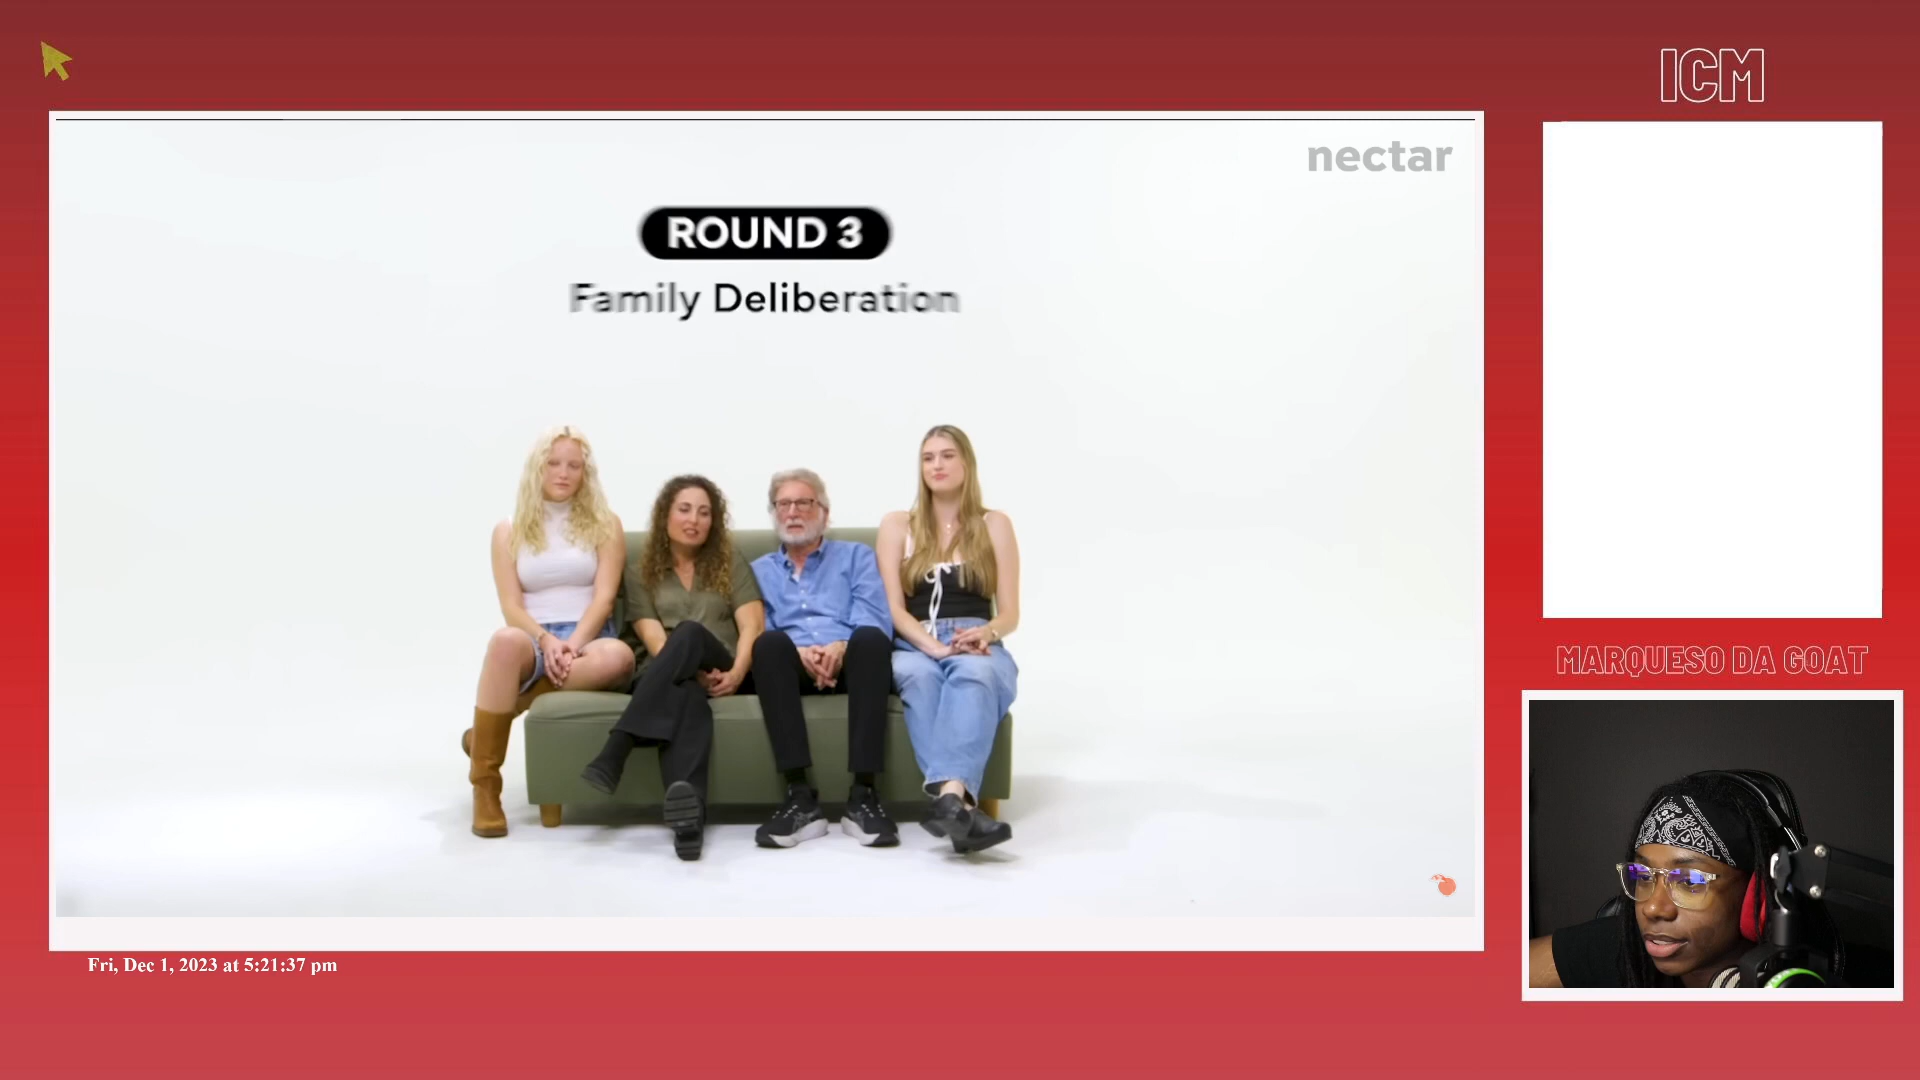 ICM
nectar
ROUND 3
Family Deliberation
MARQUESO DA GOAT
Fri, Dec 1, 2023 at 5:21:37 pm